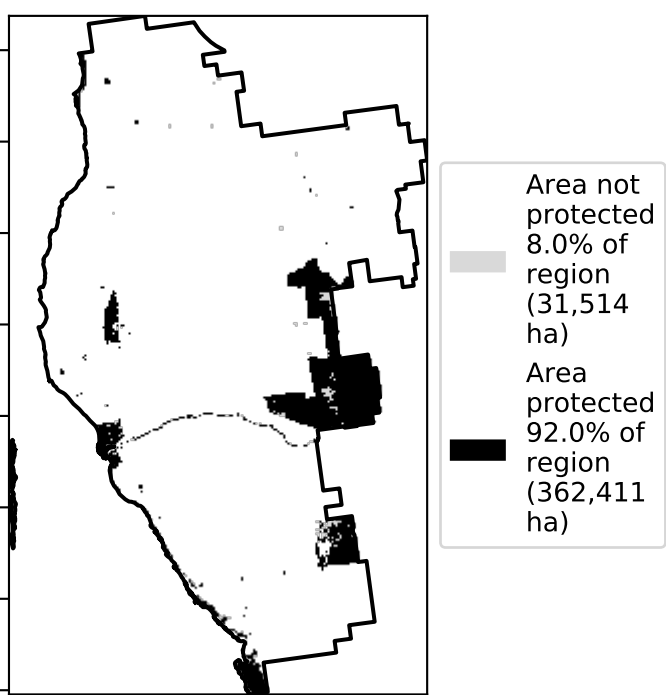 Area not
protected
8.0% of
region
(31,514
ha)
Area
protected
92.0% of
region
(362,411
ha)